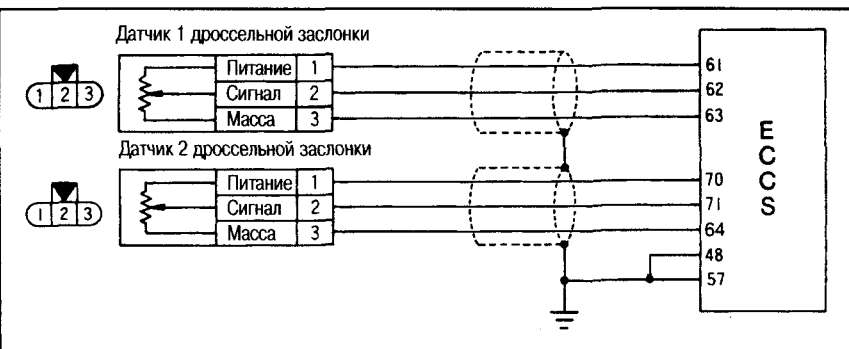 Датчик 1 дроссельной заслонки
1 2 3
Питание 1
Сигнал 2
Масса 3
61
62
63
Датчик 2 дроссельной заслонки
1 2 3
Питание 1
Сигнал 2
Масса 3
70
71
64
48
57
E
C
C
S